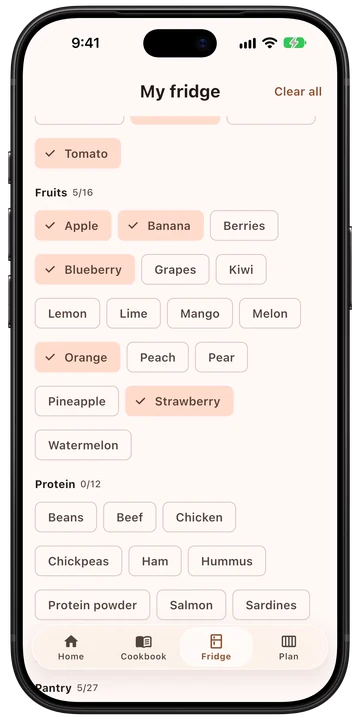 9:41
My fridge Clear all
Tomato
Fruits 5/16
Apple Banana Berries
Blueberry Grapes Kiwi
Lemon Lime Mango Melon
Orange Peach Pear
Pineapple Strawberry
Watermelon
Protein 0/12
Beans Beef Chicken
Chickpeas Ham Hummus
Protein powder Salmon Sardines
Home Cookbook Fridge Plan
Pantry 5/27